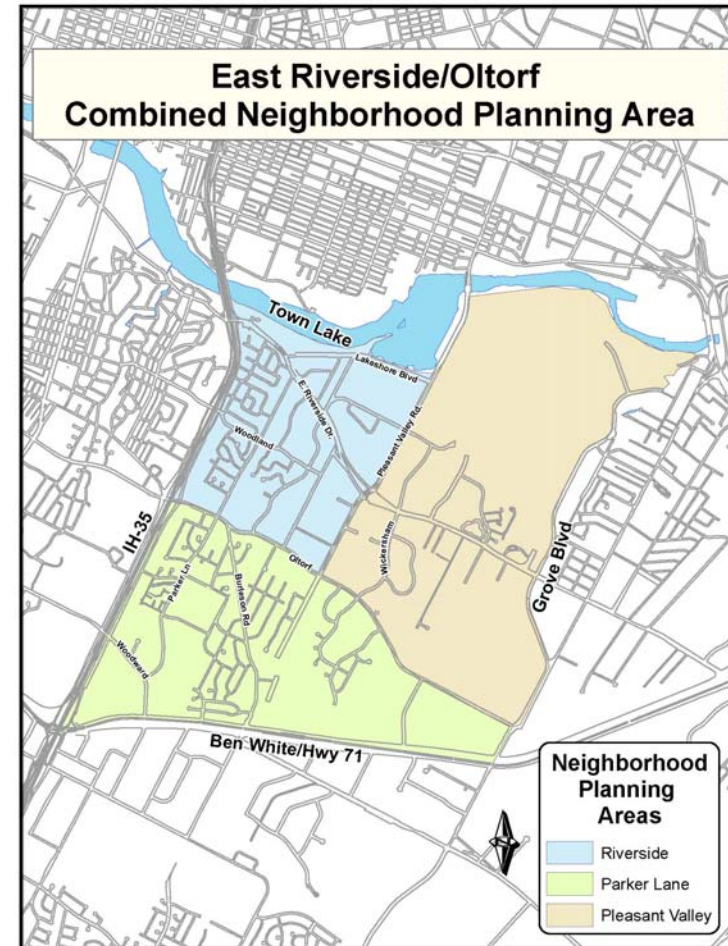 East Riverside/Oltorf
Combined Neighborhood Planning Area
Town Lake
Lakeshore Blvd
E. Riverside Dr.
Woodland
Pleasant Valley Rd.
IH-35
Oltorf
Wickersham
Grove Blvd
Parker Ln
Burleson Rd
Woodward
Ben White/Hwy 71
Neighborhood
Planning
Areas
Riverside
Parker Lane
Pleasant Valley